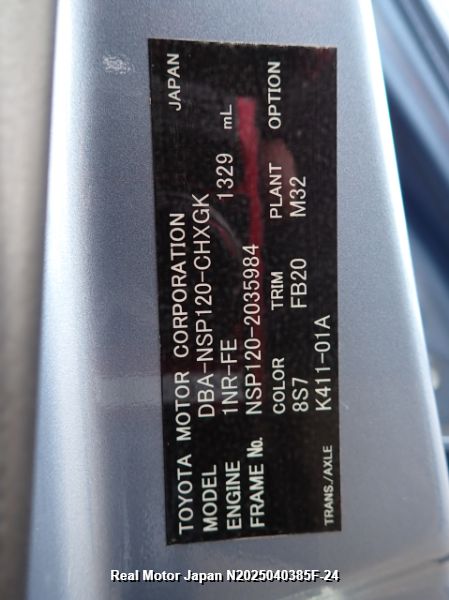 TOYOTA MOTOR CORPORATION JAPAN
MODEL DBA-NSP120-CHXGK
ENGINE 1NR-FE 1329 mL
FRAME No. NSP120-2035984
COLOR TRIM PLANT OPTION
8S7 FB20 M32
TRANS./AXLE K411-01A
Real Motor Japan N2025040385F-24